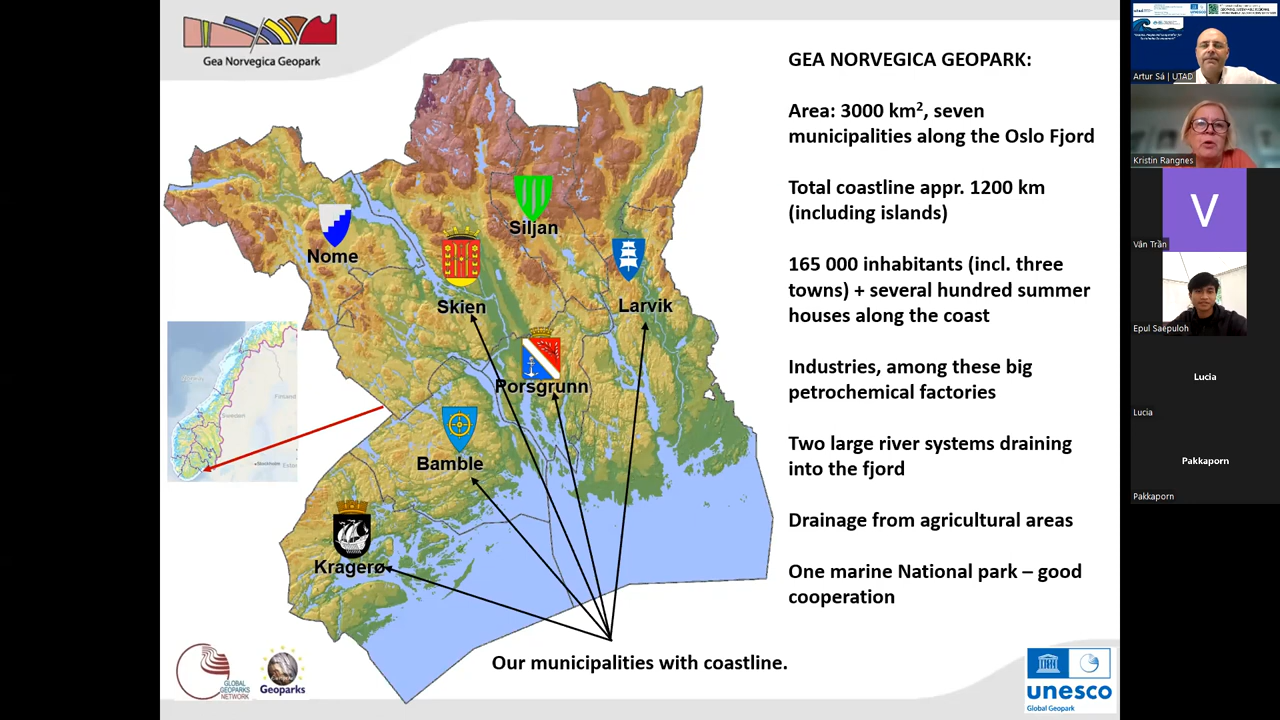 Gea Norvegica Geopark
GEA NORVEGICA GEOPARK:
Area: 3000 km², seven
municipalities along the Oslo Fjord
Total coastline appr. 1200 km
(including islands)
165 000 inhabitants (incl. three
towns) + several hundred summer
houses along the coast
Industries, among these big
petrochemical factories
Two large river systems draining
into the fjord
Drainage from agricultural areas
One marine National park – good
cooperation
Siljan
Nome
Skien
Larvik
Porsgrunn
Bamble
Kragerø
Our municipalities with coastline.
GLOBAL
GEOPARKS
NETWORK
Geoparks
unesco
Global Geopark
Artur Sá | UTAD
Kristin Rangnes
V
Vân Trần
Epul Saepuloh
Lucia
Lucia
Pakkaporn
Pakkaporn